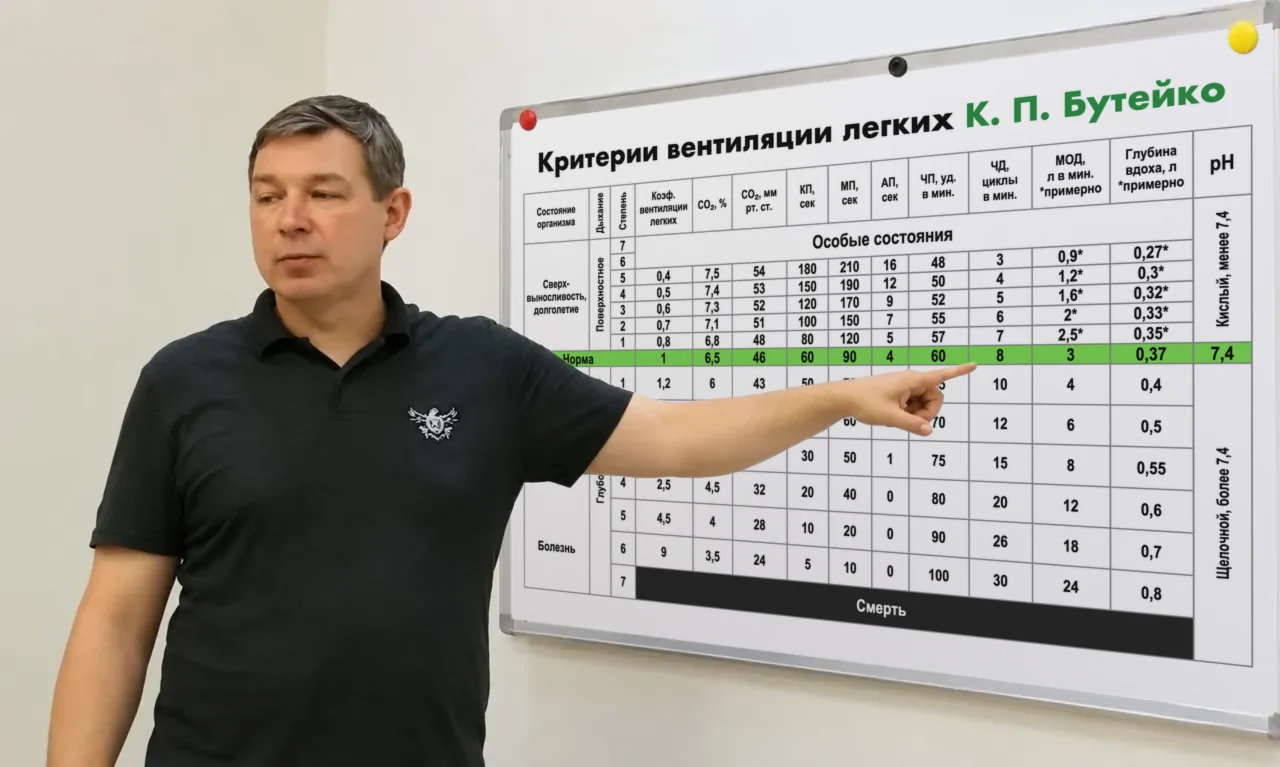 Критерии вентиляции легких К. П. Бутейко
Состояние организма Дыхание Степень Коэф. вентиляции легких CO₂, % CO₂, мм рт. ст. КП, сек МП, сек АП, сек ЧП, уд. в мин. ЧД, циклы в мин. МОД, л в мин. *примерно Глубина вдоха, л *примерно pH
Сверх-выносливость, долголетие Поверхностное 7 Особые состояния Кислый, менее 7,4
6
5 0,4 7,5 54 180 210 16 48 3 0,9* 0,27*
4 0,5 7,4 53 150 190 12 50 4 1,2* 0,3*
3 0,6 7,3 52 120 170 9 52 5 1,6* 0,32*
2 0,7 7,1 51 100 150 7 55 6 2* 0,33*
1 0,8 6,8 48 80 120 5 57 7 2,5* 0,35*
Норма 1 6,5 46 60 90 4 60 8 3 0,37 7,4
1 1,2 6 43 50 10 4 0,4
70 12 6 0,5
30 50 1 75 15 8 0,55
4 2,5 4,5 32 20 40 0 80 20 12 0,6
5 4,5 4 28 10 20 0 90 26 18 0,7
Болезнь 6 9 3,5 24 5 10 0 100 30 24 0,8
7 Смерть
Щелочной, более 7,4